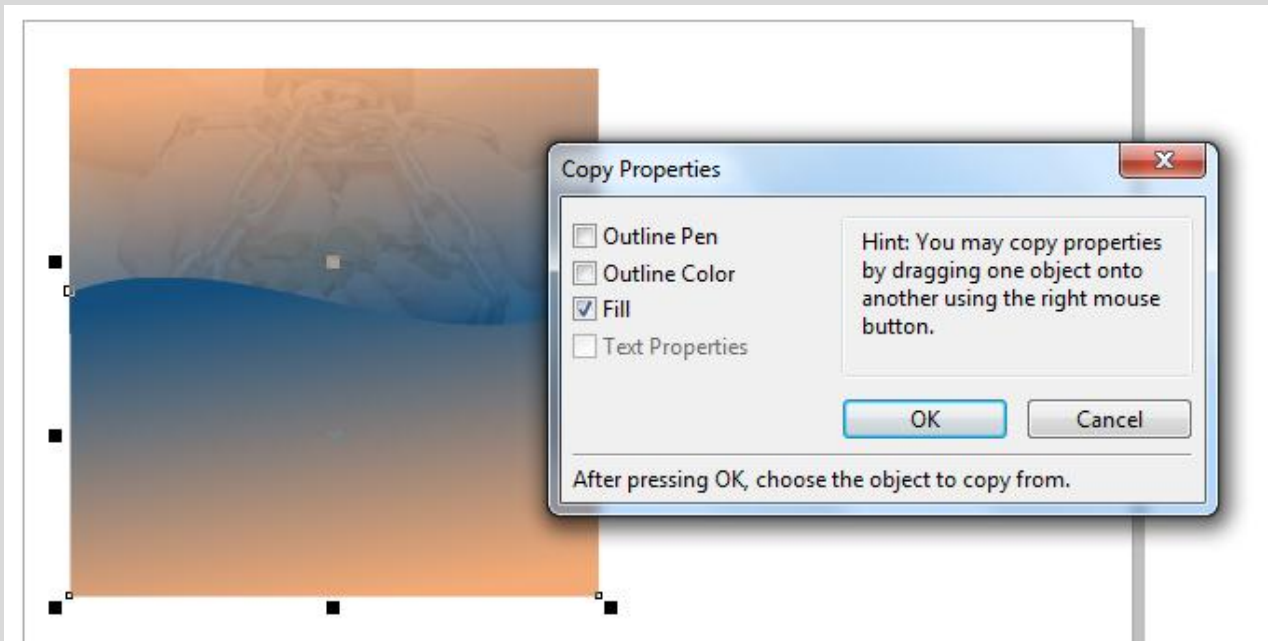 Copy Properties
Outline Pen
Outline Color
Fill
Text Properties
Hint: You may copy properties
by dragging one object onto
another using the right mouse
button.
OK
Cancel
After pressing OK, choose the object to copy from.